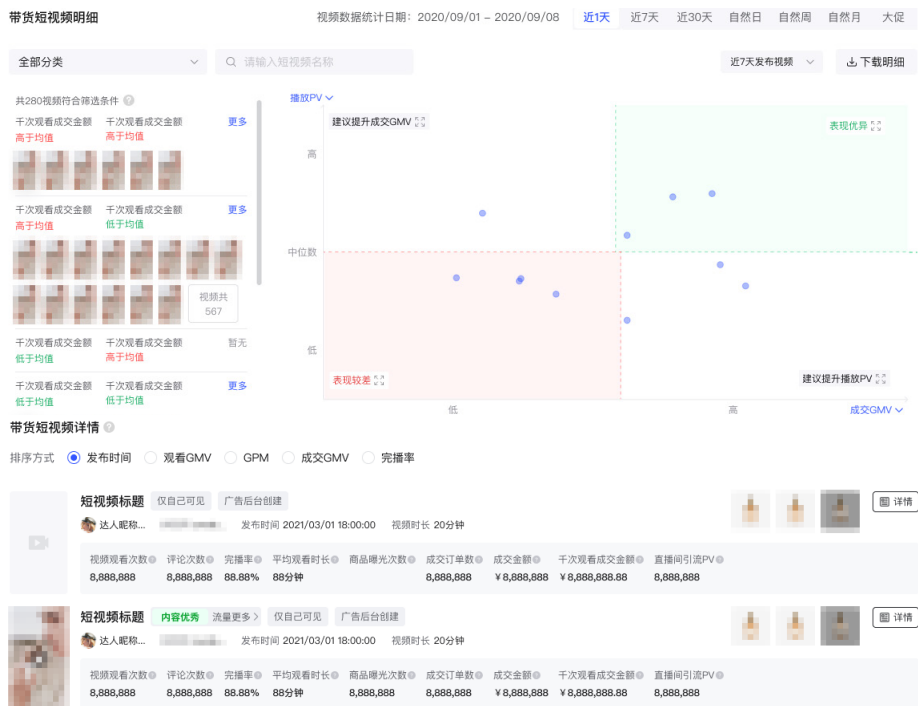 带货短视频明细
视频数据统计日期：2020/09/01 – 2020/09/08 近1天 近7天 近30天 自然日 自然周 自然月 大促
全部分类 请输入短视频名称 近7天发布视频 下载明细
共280视频符合筛选条件
千次观看成交金额 千次观看成交金额 更多
高于均值 高于均值
千次观看成交金额 千次观看成交金额 更多
高于均值 低于均值
视频共
567
千次观看成交金额 千次观看成交金额 暂无
低于均值 高于均值
千次观看成交金额 千次观看成交金额 更多
低于均值 低于均值
播放PV
建议提升成交GMV 表现优异
高
中位数
低
表现较差 建议提升播放PV
低 高 成交GMV
带货短视频详情
排序方式 发布时间 观看GMV GPM 成交GMV 完播率
短视频标题 仅自己可见 广告后台创建 详情
达人昵称... 发布时间 2021/03/01 18:00:00 视频时长 20分钟
视频观看次数 评论次数 完播率 平均观看时长 商品曝光次数 成交订单数 成交金额 千次观看成交金额 直播间引流PV
8,888,888 8,888,888 88.88% 88分钟 8,888,888 ¥8,888,888 ¥8,888,888.88 8,888,888
短视频标题 内容优秀 流量更多 仅自己可见 广告后台创建 详情
达人昵称... 发布时间 2021/03/01 18:00:00 视频时长 20分钟
视频观看次数 评论次数 完播率 平均观看时长 商品曝光次数 成交订单数 成交金额 千次观看成交金额 直播间引流PV
8,888,888 8,888,888 88.88% 88分钟 8,888,888 8,888,888 ¥8,888,888 ¥8,888,888.88 8,888,888